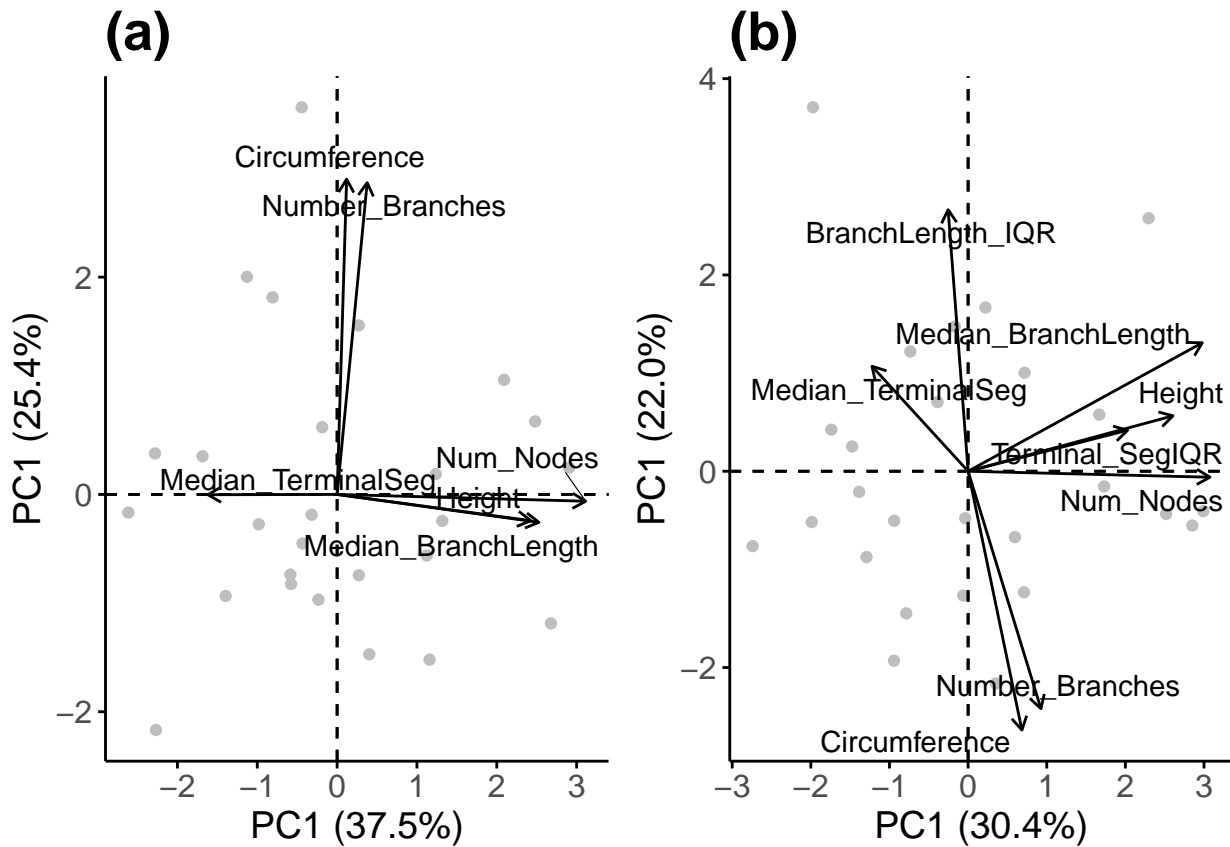 (a)
PC1 (25.4%)
2
0
−2
Circumference
Number_Branches
Num_Nodes
Median_TerminalSeg
Height
Median_BranchLength
−2
−1
0
1
2
3
PC1 (37.5%)
(b)
PC1 (22.0%)
4
2
0
−2
BranchLength_IQR
Median_BranchLength
Median_TerminalSeg
Height
Terminal_SegIQR
Num_Nodes
Number_Branches
Circumference
−3
−2
−1
0
1
2
3
PC1 (30.4%)